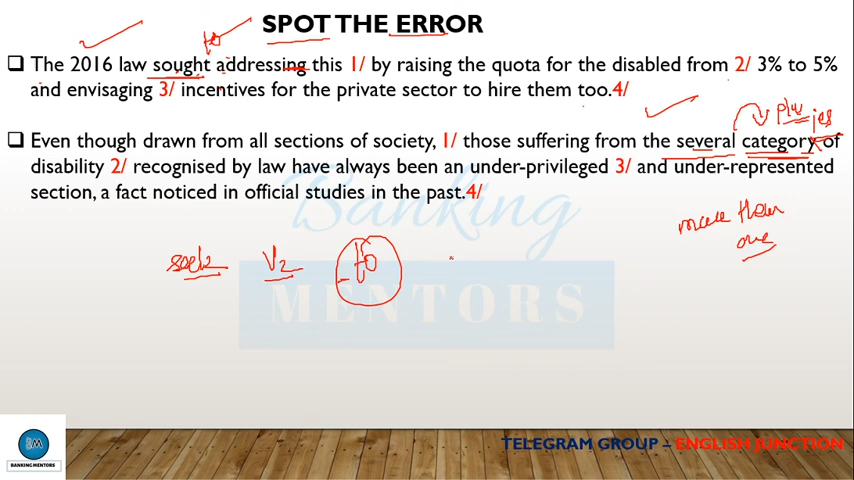 SPOT THE ERROR
to
The 2016 law sought addressing this 1/ by raising the quota for the disabled from 2/ 3% to 5%
and envisaging 3/ incentives for the private sector to hire them too.4/
plu
ies
Even though drawn from all sections of society, 1/ those suffering from the several category of
disability 2/ recognised by law have always been an under-privileged 3/ and under-represented
section, a fact noticed in official studies in the past.4/
more than
one
seek V2 to
Banking
MENTORS
BM
BANKING MENTORS
TELEGRAM GROUP – ENGLISH JUNCTION